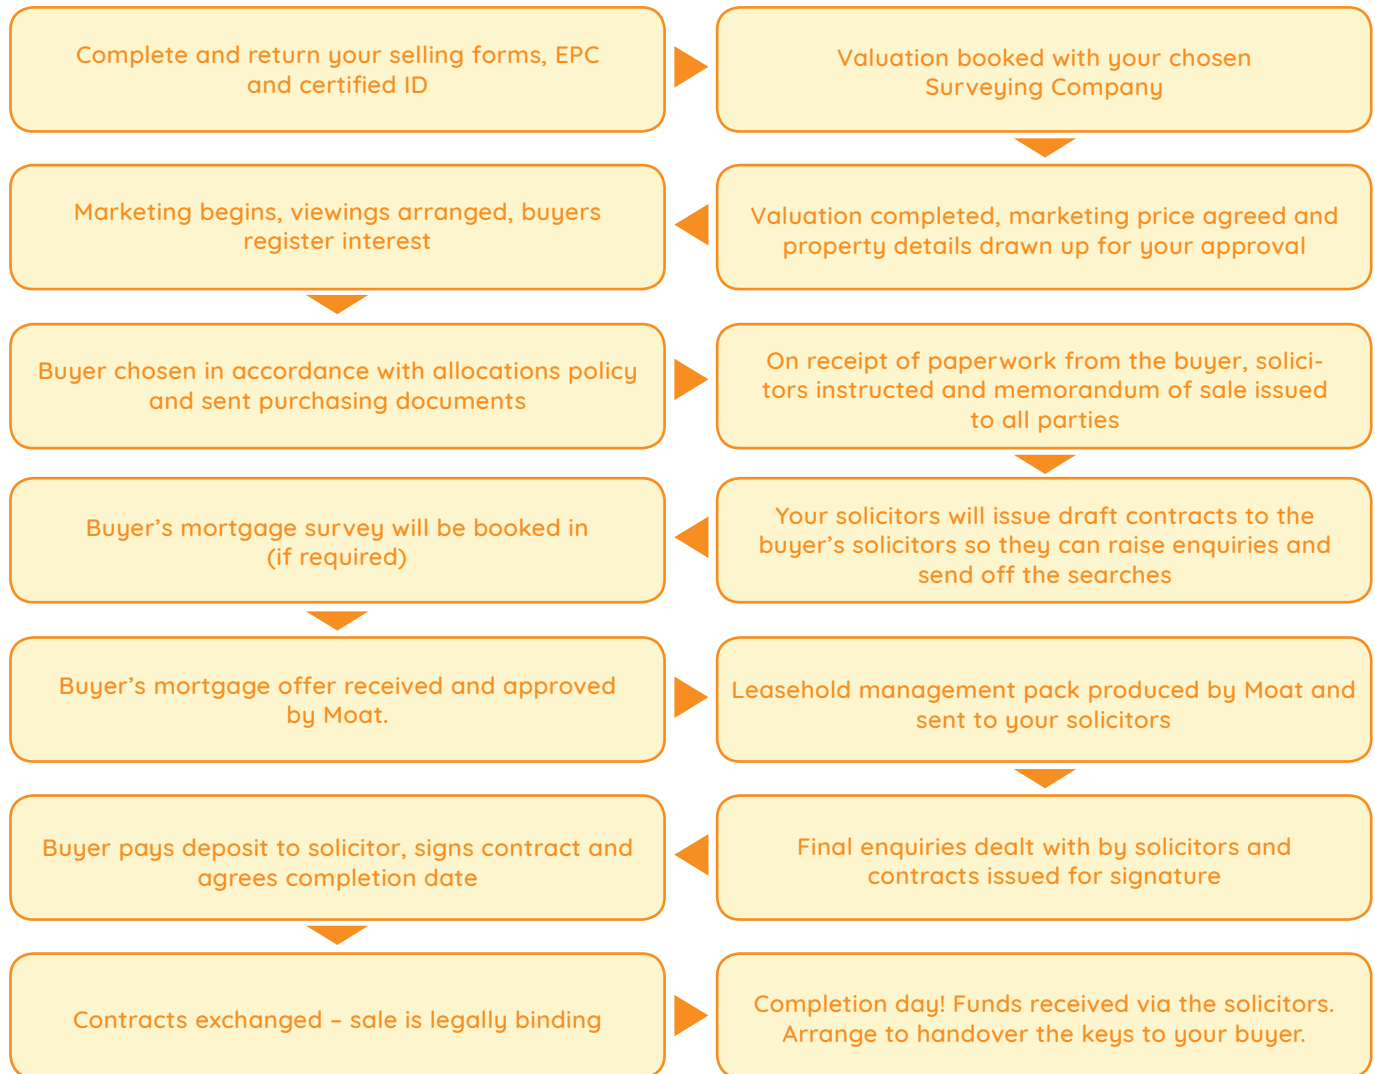 Complete and return your selling forms, EPC
and certified ID
Valuation booked with your chosen
Surveying Company
Valuation completed, marketing price agreed and
property details drawn up for your approval
Marketing begins, viewings arranged, buyers
register interest
Buyer chosen in accordance with allocations policy
and sent purchasing documents
On receipt of paperwork from the buyer, solici-
tors instructed and memorandum of sale issued
to all parties
Your solicitors will issue draft contracts to the
buyer’s solicitors so they can raise enquiries and
send off the searches
Buyer’s mortgage survey will be booked in
(if required)
Buyer’s mortgage offer received and approved
by Moat.
Leasehold management pack produced by Moat and
sent to your solicitors
Final enquiries dealt with by solicitors and
contracts issued for signature
Buyer pays deposit to solicitor, signs contract and
agrees completion date
Contracts exchanged – sale is legally binding
Completion day! Funds received via the solicitors.
Arrange to handover the keys to your buyer.